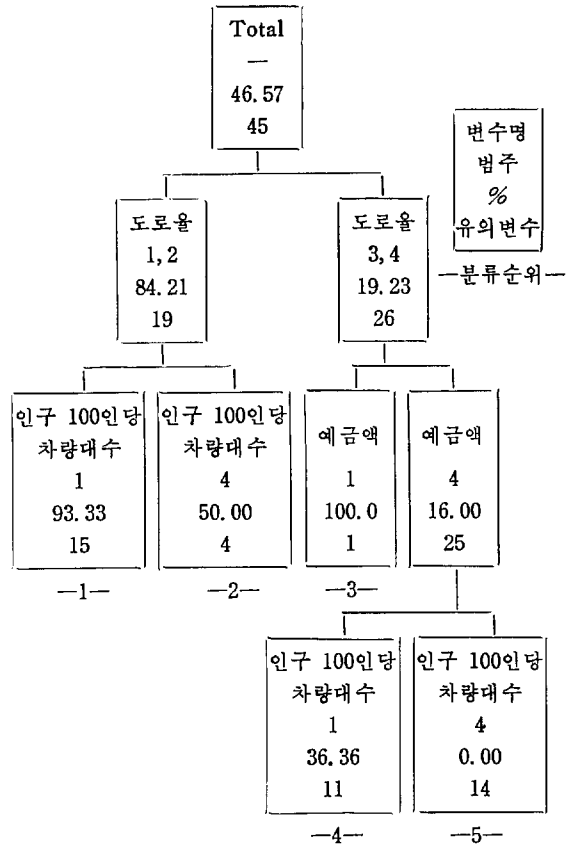 Total
—
46.57
45
변수명
범주
%
유의변수
—분류순위—
도로율
1,2
84.21
19
도로율
3,4
19.23
26
인구 100인당
차량대수
1
93.33
15
—1—
인구 100인당
차량대수
4
50.00
4
—2—
예금액
1
100.0
1
—3—
예금액
4
16.00
25
인구 100인당
차량대수
1
36.36
11
—4—
인구 100인당
차량대수
4
0.00
14
—5—